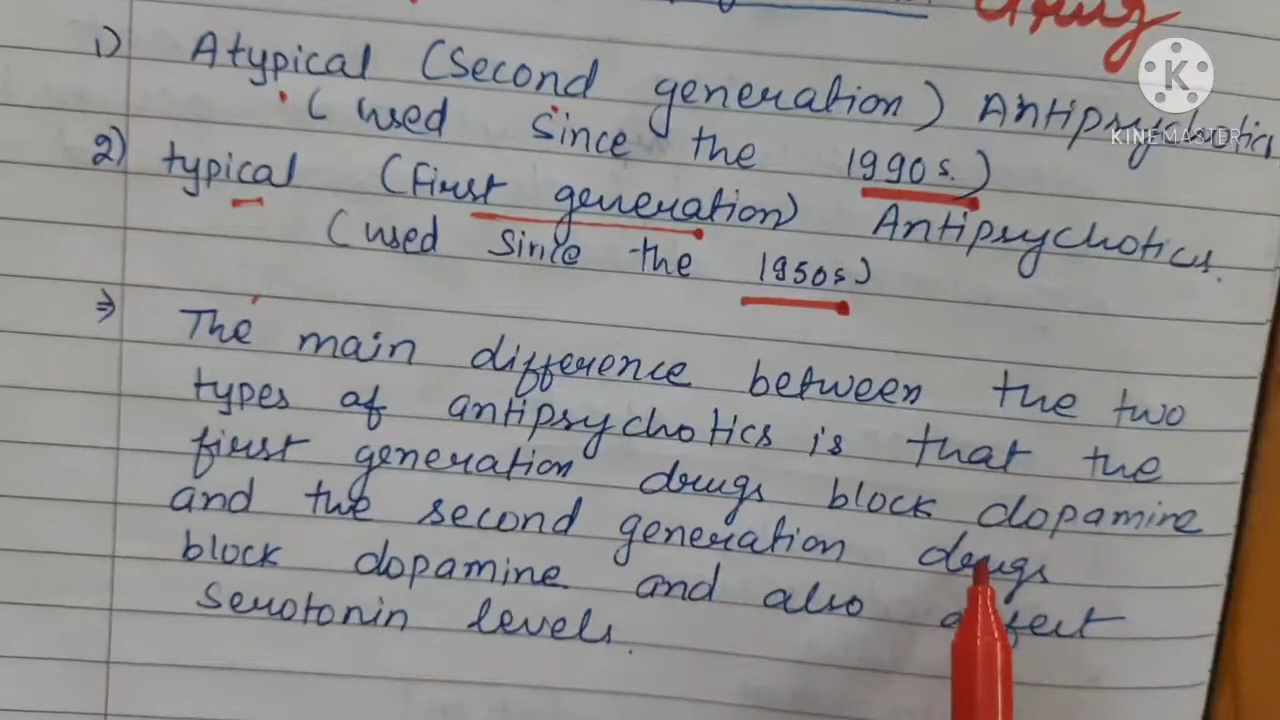 Drug
1) Atypical (Second generation) Antipsychotics
(used since the 1990s.)
2) typical (first generation) Antipsychotics.
(used since the 1950s)
⇒ The main difference between the two
types of antipsychotics is that the
first generation drugs block dopamine
and the second generation drugs
block dopamine and also affect
serotonin levels.
K
KINEMASTER